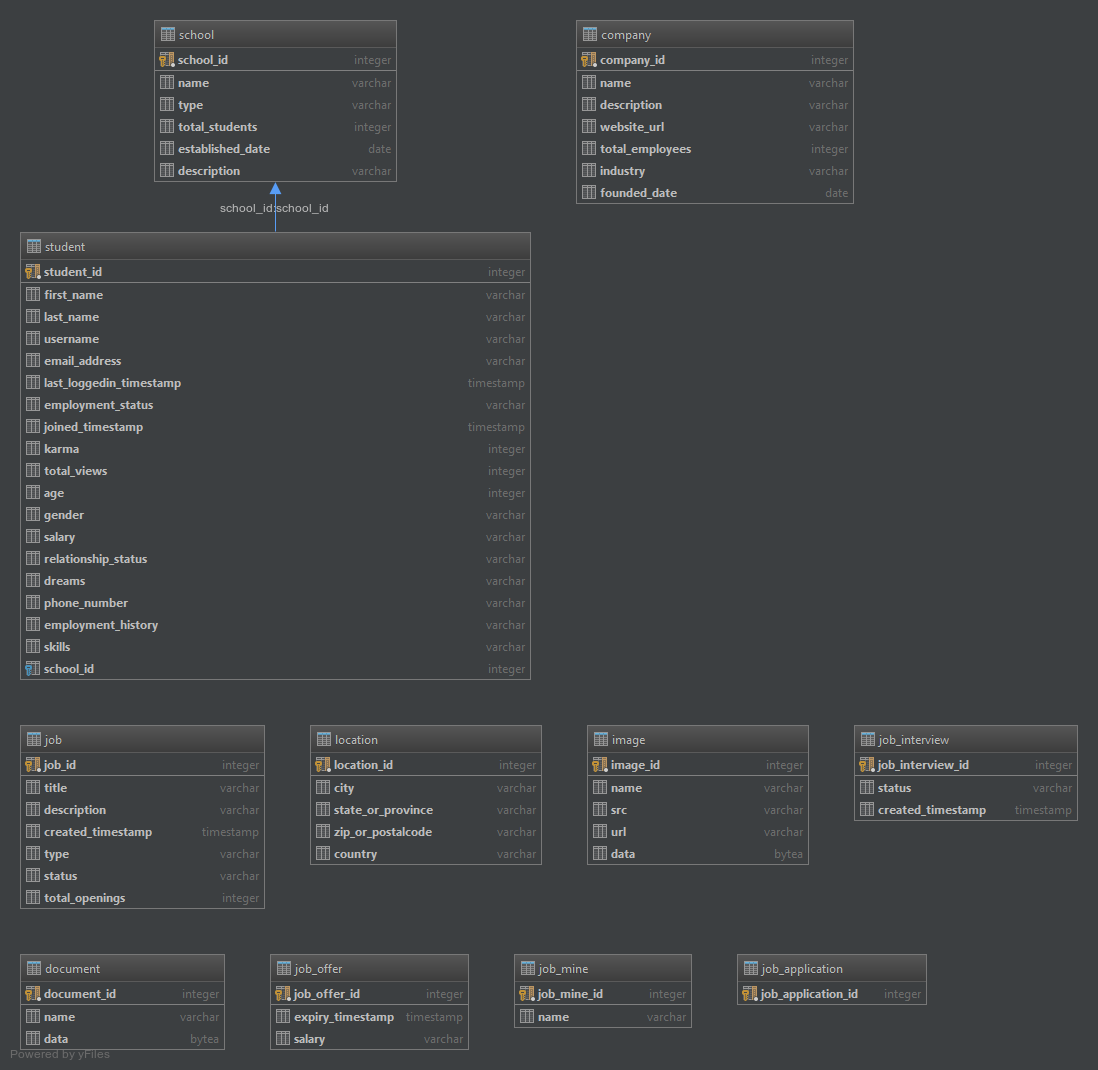 school
school_id integer
name varchar
type varchar
total_students integer
established_date date
description varchar
company
company_id integer
name varchar
description varchar
website_url varchar
total_employees integer
industry varchar
founded_date date
school_id:school_id
student
student_id integer
first_name varchar
last_name varchar
username varchar
email_address varchar
last_loggedin_timestamp timestamp
employment_status varchar
joined_timestamp timestamp
karma integer
total_views integer
age integer
gender varchar
salary varchar
relationship_status varchar
dreams varchar
phone_number varchar
employment_history varchar
skills varchar
school_id integer
job
job_id integer
title varchar
description varchar
created_timestamp timestamp
type varchar
status varchar
total_openings integer
location
location_id integer
city varchar
state_or_province varchar
zip_or_postalcode varchar
country varchar
image
image_id integer
name varchar
src varchar
url varchar
data bytea
job_interview
job_interview_id integer
status varchar
created_timestamp timestamp
document
document_id integer
name varchar
data bytea
job_offer
job_offer_id integer
expiry_timestamp timestamp
salary varchar
job_mine
job_mine_id integer
name varchar
job_application
job_application_id integer
Powered by yFiles